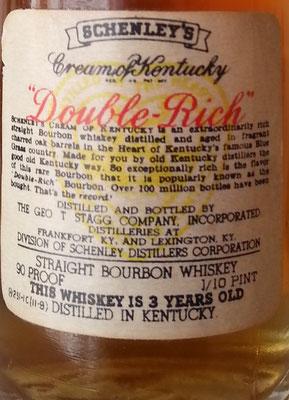 SCHENLEY'S
Cream of Kentucky
REG. U.S. PAT. OFF.
"Double-Rich"
SCHENLEY CREAM OF KENTUCKY is an extraordinarily rich
straight Bourbon whiskey distilled and aged in fragrant
charred oak barrels in the Heart of Kentucky's famous Blue
Grass country. Made for you by old Kentucky distillers the
good old Kentucky way. So exceptionally rich is the flavor
of this rare Bourbon that it is popularly known as the
'Double-Rich' Bourbon. Over 100 million bottles have been
bought. That's the record!
DISTILLED AND BOTTLED BY
THE GEO T STAGG COMPANY, INCORPORATED
DISTILLERIES AT
FRANKFORT KY. AND LEXINGTON, KY.
DIVISION OF SCHENLEY DISTILLERS CORPORATION
STRAIGHT BOURBON WHISKEY
90 PROOF 1/10 PINT
THIS WHISKEY IS 3 YEARS OLD
DISTILLED IN KENTUCKY.